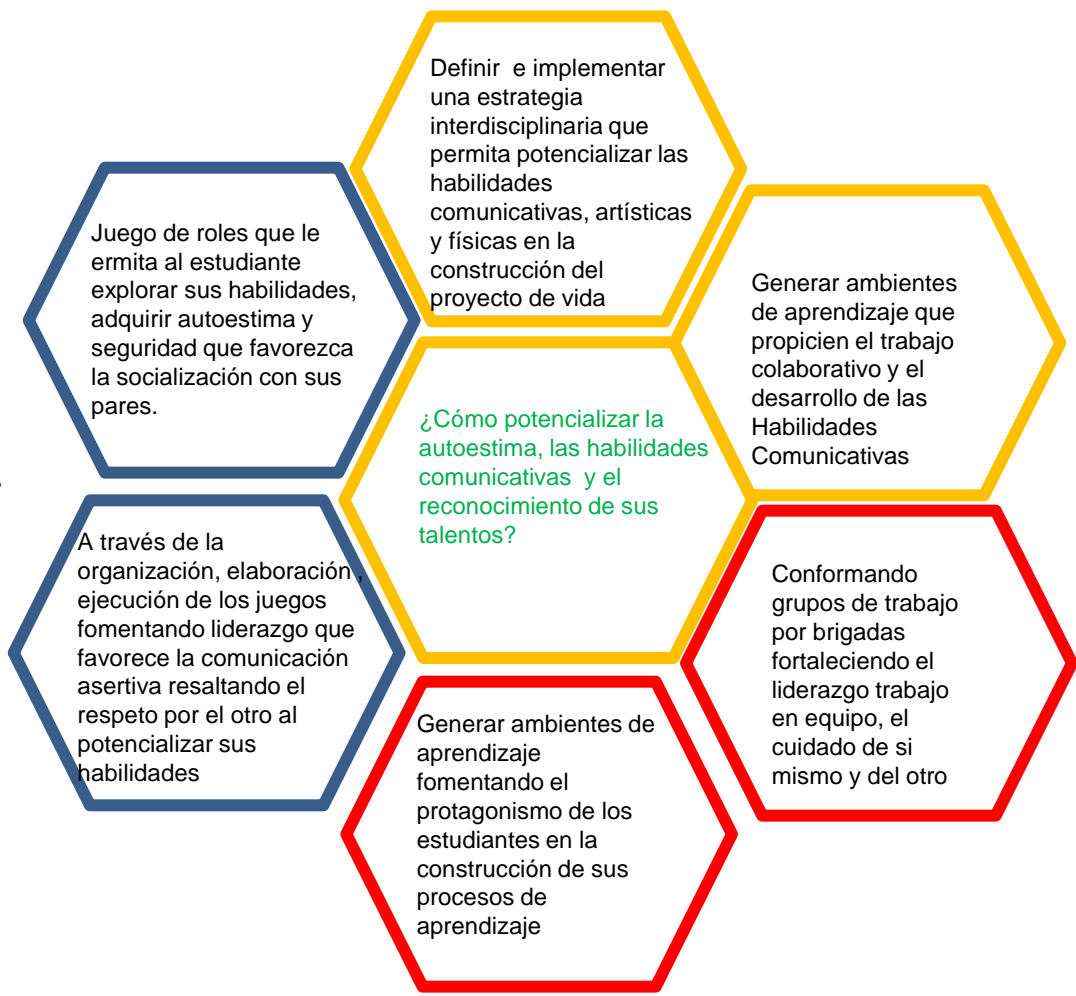 Definir e implementar
una estrategia
interdisciplinaria que
permita potencializar las
habilidades
comunicativas, artísticas
y físicas en la
construcción del
proyecto de vida
Juego de roles que le
ermita al estudiante
explorar sus habilidades,
adquirir autoestima y
seguridad que favorezca
la socialización con sus
pares.
Generar ambientes
de aprendizaje que
propicien el trabajo
colaborativo y el
desarrollo de las
Habilidades
Comunicativas
¿Cómo potencializar la
autoestima, las habilidades
comunicativas y el
reconocimiento de sus
talentos?
A través de la
organización, elaboración ,
ejecución de los juegos
fomentando liderazgo que
favorece la comunicación
asertiva resaltando el
respeto por el otro al
potencializar sus
habilidades
Conformando
grupos de trabajo
por brigadas
fortaleciendo el
liderazgo trabajo
en equipo, el
cuidado de si
mismo y del otro
Generar ambientes de
aprendizaje
fomentando el
protagonismo de los
estudiantes en la
construcción de sus
procesos de
aprendizaje